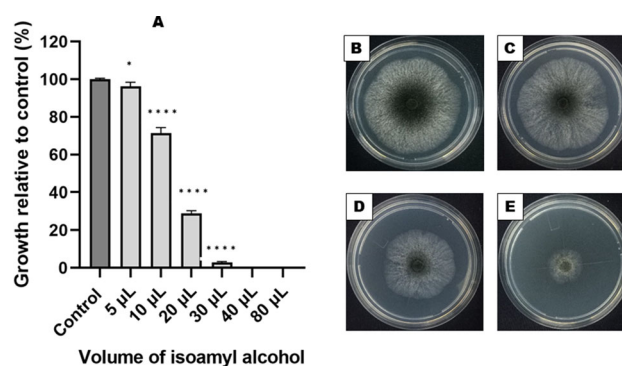 A
120
100
80
60
40
20
0
Growth relative to control (%)
*
****
****
****
Control
5 µL
10 µL
20 µL
30 µL
40 µL
80 µL
Volume of isoamyl alcohol
B
C
D
E